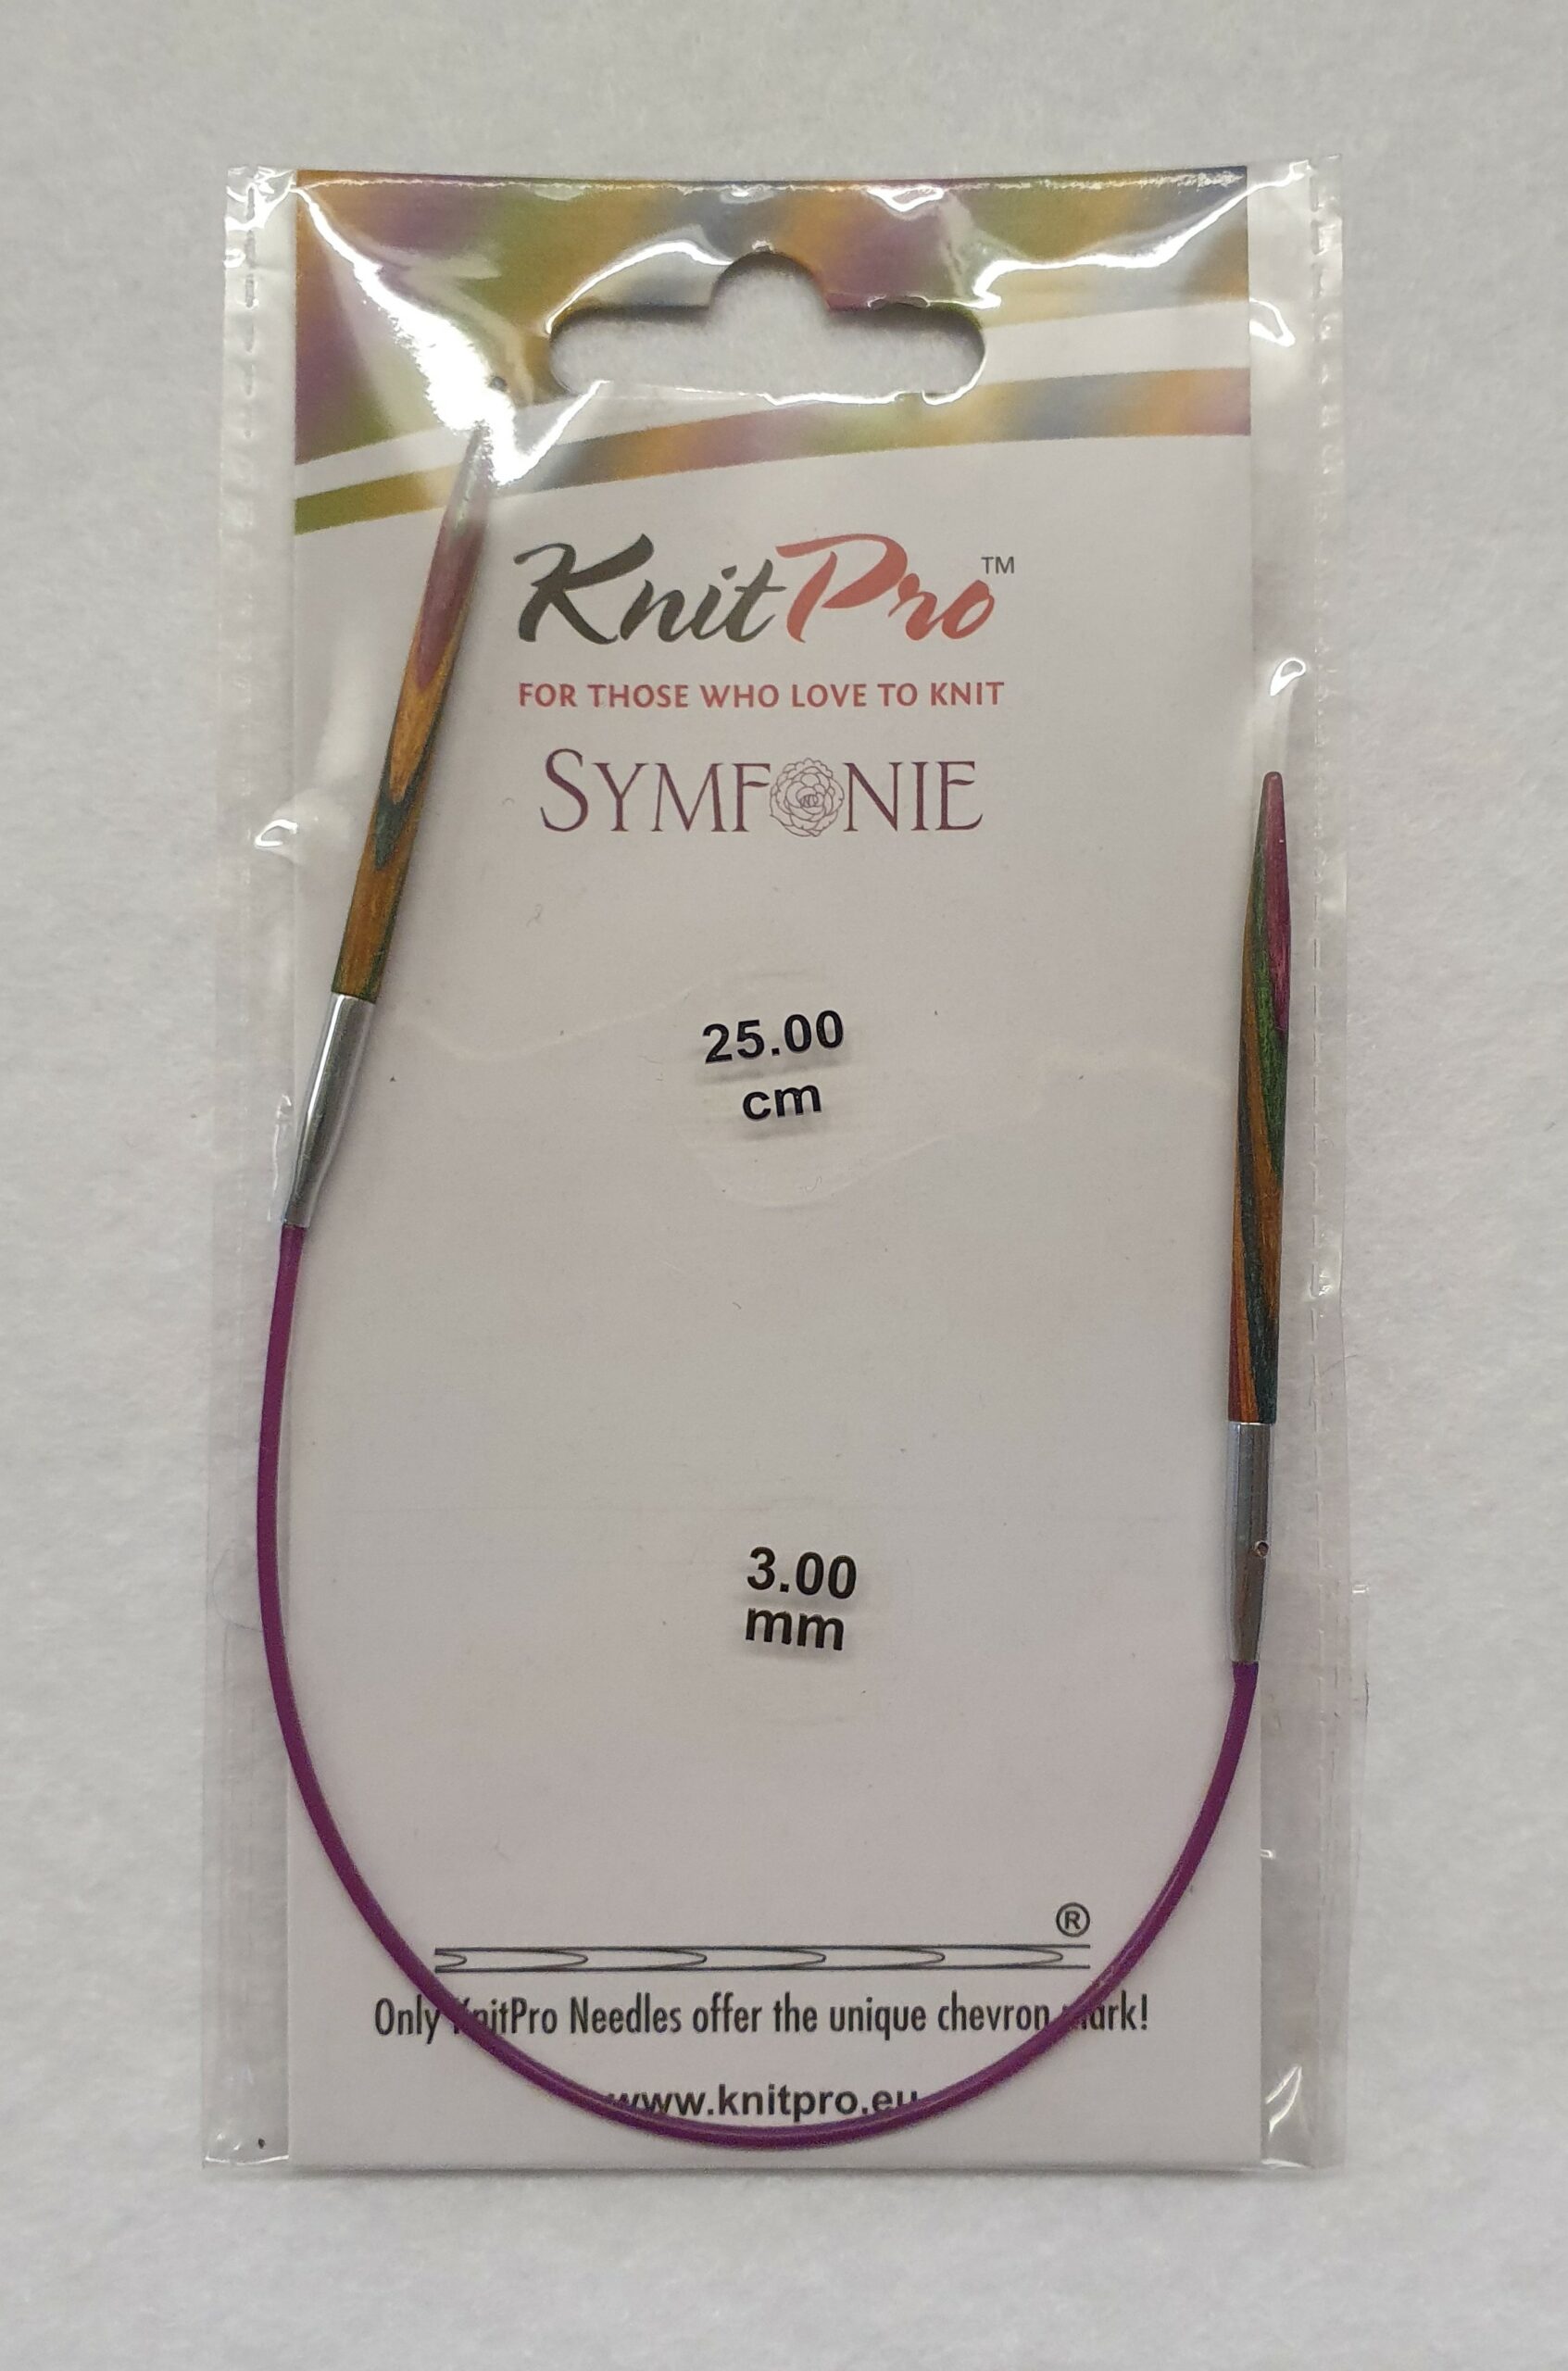 KnitPro™
FOR THOSE WHO LOVE TO KNIT
SYMFONIE
25.00
cm
3.00
mm
®
Only KnitPro Needles offer the unique chevron mark!
www.knitpro.eu